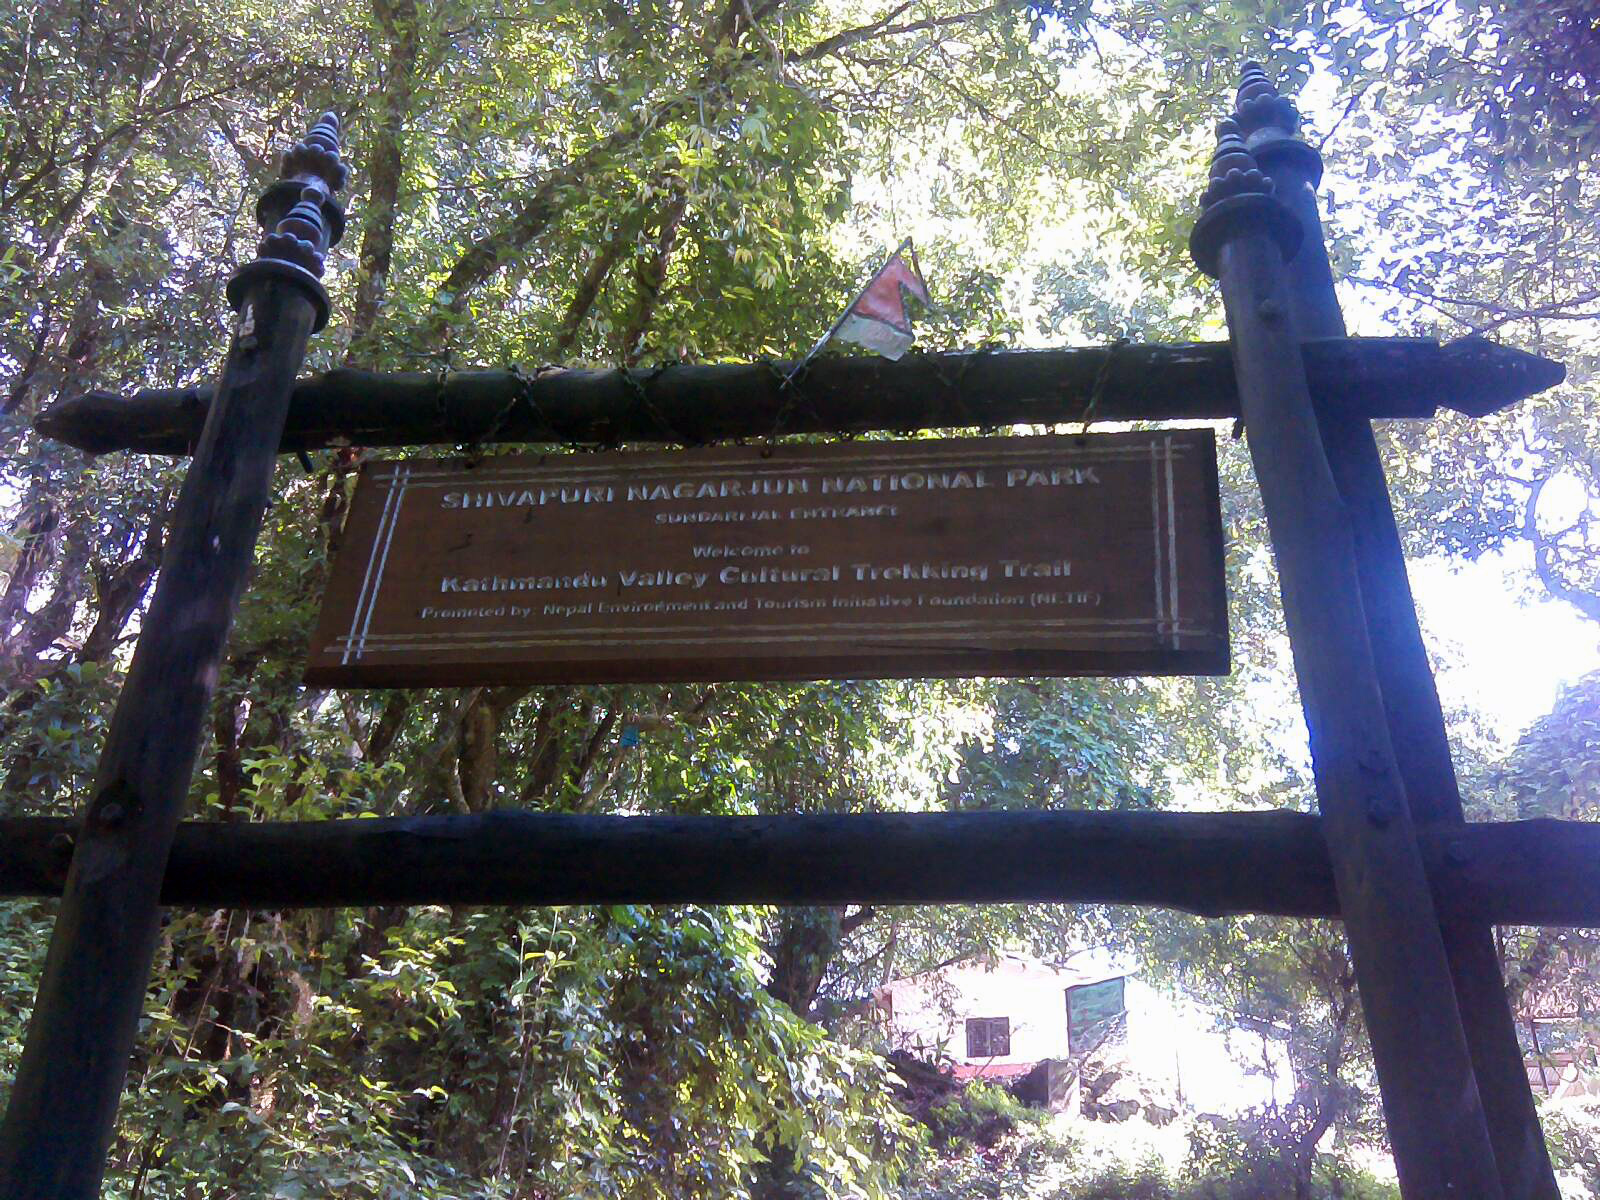 SHIVAPURI NAGARJUN NATIONAL PARK
SUNDARIJAL ENTRANCE
Welcome to
Kathmandu Valley Cultural Trekking Trail
Promoted by: Nepal Environment and Tourism Initiative Foundation (NETIF)